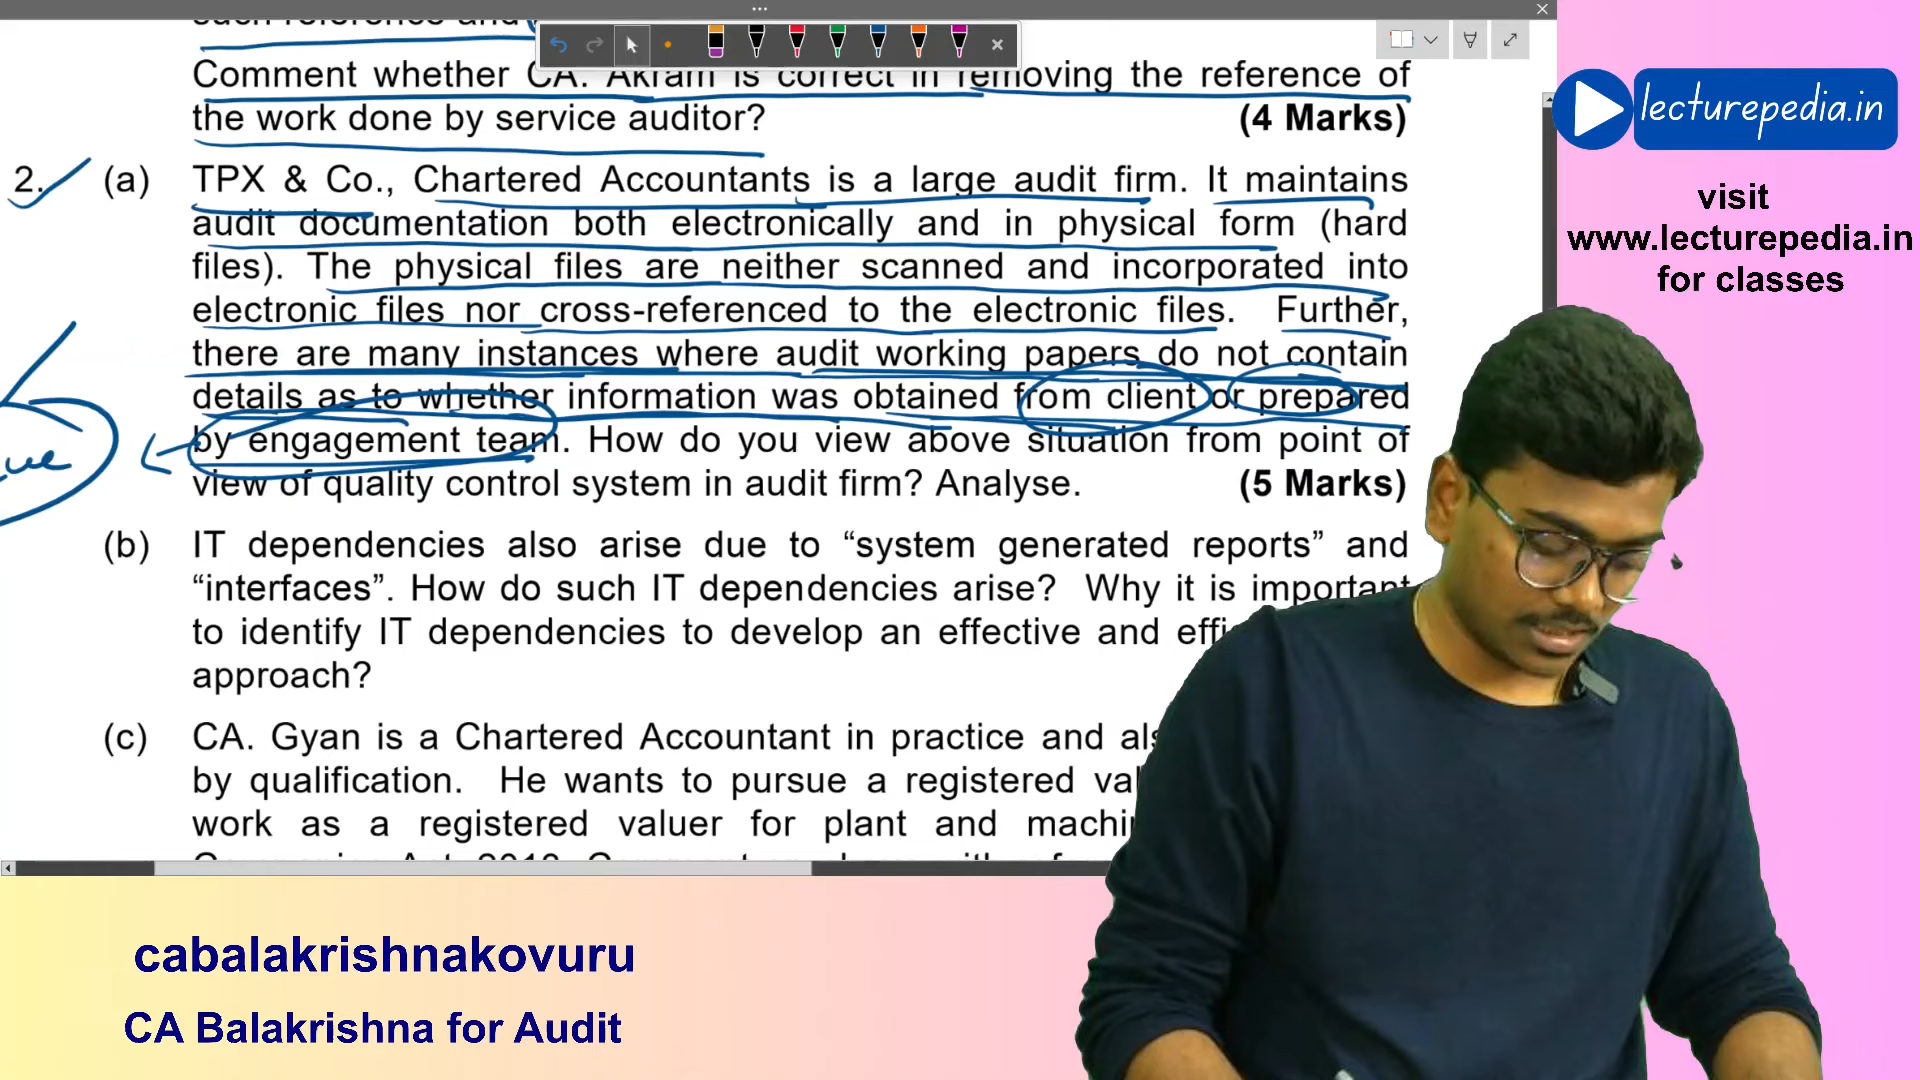 Comment whether CA. Akram is correct in removing the reference of
the work done by service auditor? (4 Marks)
2. (a) TPX & Co., Chartered Accountants is a large audit firm. It maintains
audit documentation both electronically and in physical form (hard
files). The physical files are neither scanned and incorporated into
electronic files nor cross-referenced to the electronic files. Further,
there are many instances where audit working papers do not contain
details as to whether information was obtained from client or prepared
by engagement team. How do you view above situation from point of
view of quality control system in audit firm? Analyse. (5 Marks)
(b) IT dependencies also arise due to “system generated reports” and
“interfaces”. How do such IT dependencies arise? Why it is important
to identify IT dependencies to develop an effective and
approach?
(c) CA. Gyan is a Chartered Accountant in practice and
by qualification. He wants to pursue a registered
work as a registered valuer for plant and
lecturepedia.in
visit
www.lecturepedia.in
for classes
cabalakrishnakovuru
CA Balakrishna for Audit